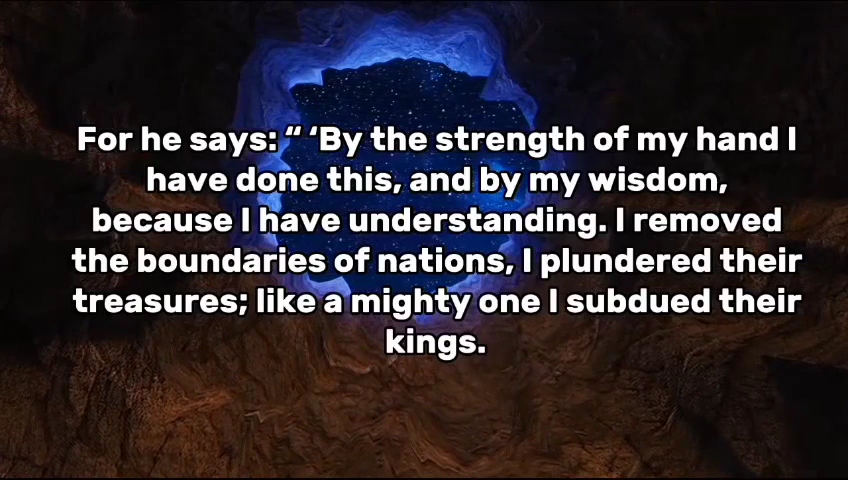 For he says: “ ‘By the strength of my hand I
have done this, and by my wisdom,
because I have understanding. I removed
the boundaries of nations, I plundered their
treasures; like a mighty one I subdued their
kings.